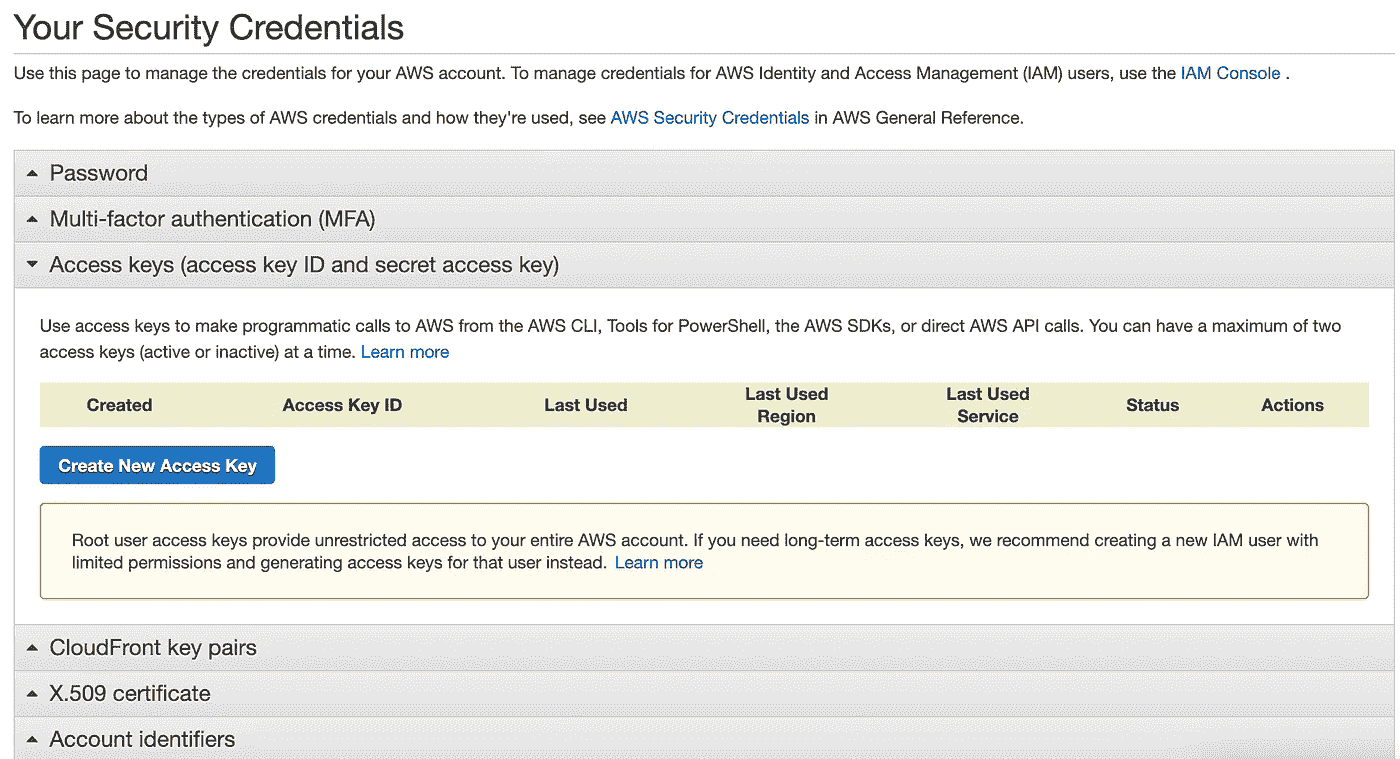 Your Security Credentials
Use this page to manage the credentials for your AWS account. To manage credentials for AWS Identity and Access Management (IAM) users, use the IAM Console .
To learn more about the types of AWS credentials and how they're used, see AWS Security Credentials in AWS General Reference.
Password
Multi-factor authentication (MFA)
Access keys (access key ID and secret access key)
Use access keys to make programmatic calls to AWS from the AWS CLI, Tools for PowerShell, the AWS SDKs, or direct AWS API calls. You can have a maximum of two
access keys (active or inactive) at a time. Learn more
Created Access Key ID Last Used Last Used Region Last Used Service Status Actions
Create New Access Key
Root user access keys provide unrestricted access to your entire AWS account. If you need long-term access keys, we recommend creating a new IAM user with
limited permissions and generating access keys for that user instead. Learn more
CloudFront key pairs
X.509 certificate
Account identifiers